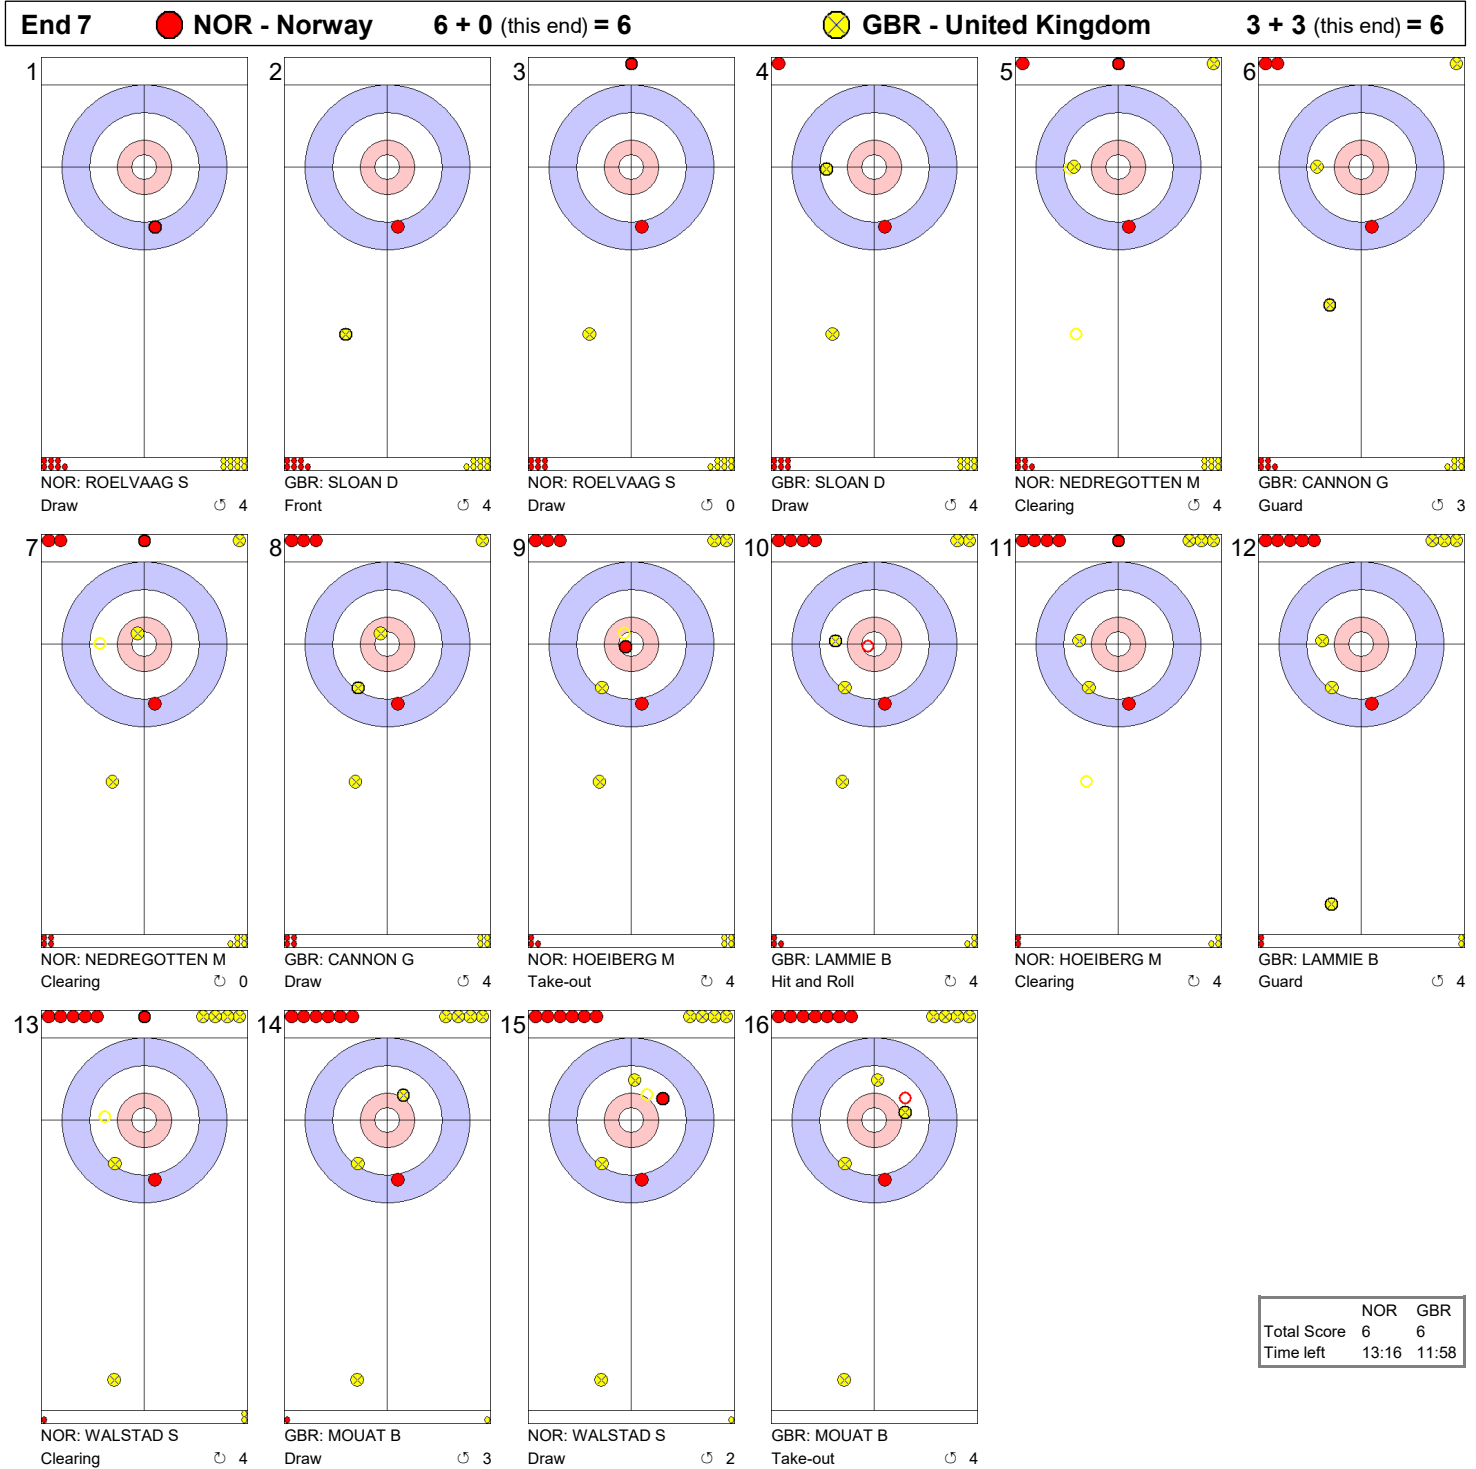 End 7 NOR - Norway 6 + 0 (this end) = 6 GBR - United Kingdom 3 + 3 (this end) = 6
1 2 3 4 5 6
NOR: ROELVAAG S GBR: SLOAN D NOR: ROELVAAG S GBR: SLOAN D NOR: NEDREGOTTEN M GBR: CANNON G
Draw ↺ 4 Front ↺ 4 Draw ↺ 0 Draw ↺ 4 Clearing ↺ 4 Guard ↺ 3
7 8 9 10 11 12
NOR: NEDREGOTTEN M GBR: CANNON G NOR: HOEIBERG M GBR: LAMMIE B NOR: HOEIBERG M GBR: LAMMIE B
Clearing ↻ 0 Draw ↻ 4 Take-out ↻ 4 Hit and Roll ↻ 4 Clearing ↻ 4 Guard ↺ 4
13 14 15 16
NOR GBR
Total Score 6 6
Time left 13:16 11:58
NOR: WALSTAD S GBR: MOUAT B NOR: WALSTAD S GBR: MOUAT B
Clearing ↻ 4 Draw ↺ 3 Draw ↺ 2 Take-out ↺ 4